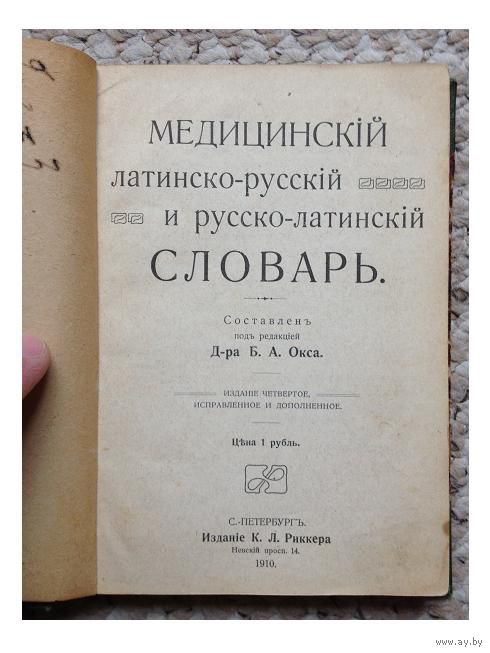 МЕДИЦИНСКІЙ
латинско-русскій
и русско-латинскій
СЛОВАРЬ.
Составленъ
подъ редакціей
Д-ра Б. А. Окса.
ИЗДАНІЕ ЧЕТВЕРТОЕ,
ИСПРАВЛЕННОЕ И ДОПОЛНЕННОЕ.
Цѣна 1 рубль.
С.-ПЕТЕРБУРГЪ.
Изданіе К. Л. Риккера
Невскій просп. 14.
1910.
www.ay.by